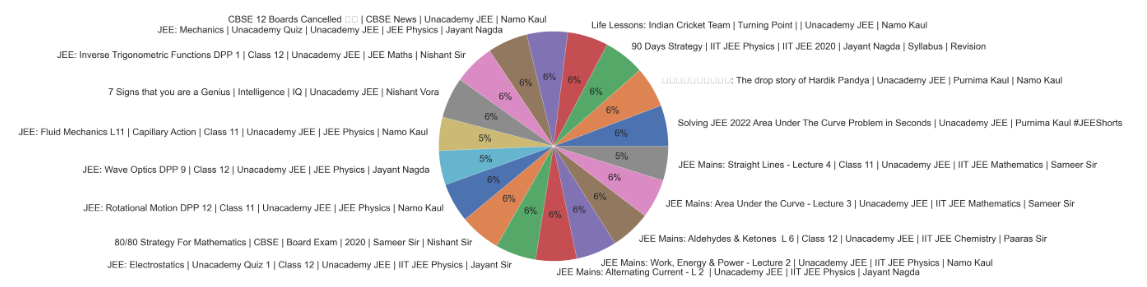 CBSE 12 Boards Cancelled | CBSE News | Unacademy JEE | Namo Kaul
JEE: Mechanics | Unacademy Quiz | Unacademy JEE | JEE Physics | Jayant Nagda
JEE: Inverse Trigonometric Functions DPP 1 | Class 12 | Unacademy JEE | JEE Maths | Nishant Sir
7 Signs that you are a Genius | Intelligence | IQ | Unacademy JEE | Nishant Vora
JEE: Fluid Mechanics L11 | Capillary Action | Class 11 | Unacademy JEE | JEE Physics | Namo Kaul
JEE: Wave Optics DPP 9 | Class 12 | Unacademy JEE | JEE Physics | Jayant Nagda
JEE: Rotational Motion DPP 12 | Class 11 | Unacademy JEE | JEE Physics | Namo Kaul
80/80 Strategy For Mathematics | CBSE | Board Exam | 2020 | Sameer Sir | Nishant Sir
JEE: Electrostatics | Unacademy Quiz 1 | Class 12 | Unacademy JEE | IIT JEE Physics | Jayant Sir
Life Lessons: Indian Cricket Team | Turning Point | | Unacademy JEE | Namo Kaul
90 Days Strategy | IIT JEE Physics | IIT JEE 2020 | Jayant Nagda | Syllabus | Revision
: The drop story of Hardik Pandya | Unacademy JEE | Purnima Kaul | Namo Kaul
Solving JEE 2022 Area Under The Curve Problem in Seconds | Unacademy JEE | Purnima Kaul #JEEShorts
JEE Mains: Straight Lines - Lecture 4 | Class 11 | Unacademy JEE | IIT JEE Mathematics | Sameer Sir
JEE Mains: Area Under the Curve - Lecture 3 | Unacademy JEE | IIT JEE Mathematics | Sameer Sir
JEE Mains: Aldehydes & Ketones L 6 | Class 12 | Unacademy JEE | IIT JEE Chemistry | Paaras Sir
JEE Mains: Work, Energy & Power - Lecture 2 | Unacademy JEE | IIT JEE Physics | Namo Kaul
JEE Mains: Alternating Current - L 2 | Unacademy JEE | IIT JEE Physics | Jayant Nagda
6%
6%
6%
6%
6%
6%
6%
6%
5%
5%
6%
6%
6%
6%
6%
6%
6%
5%